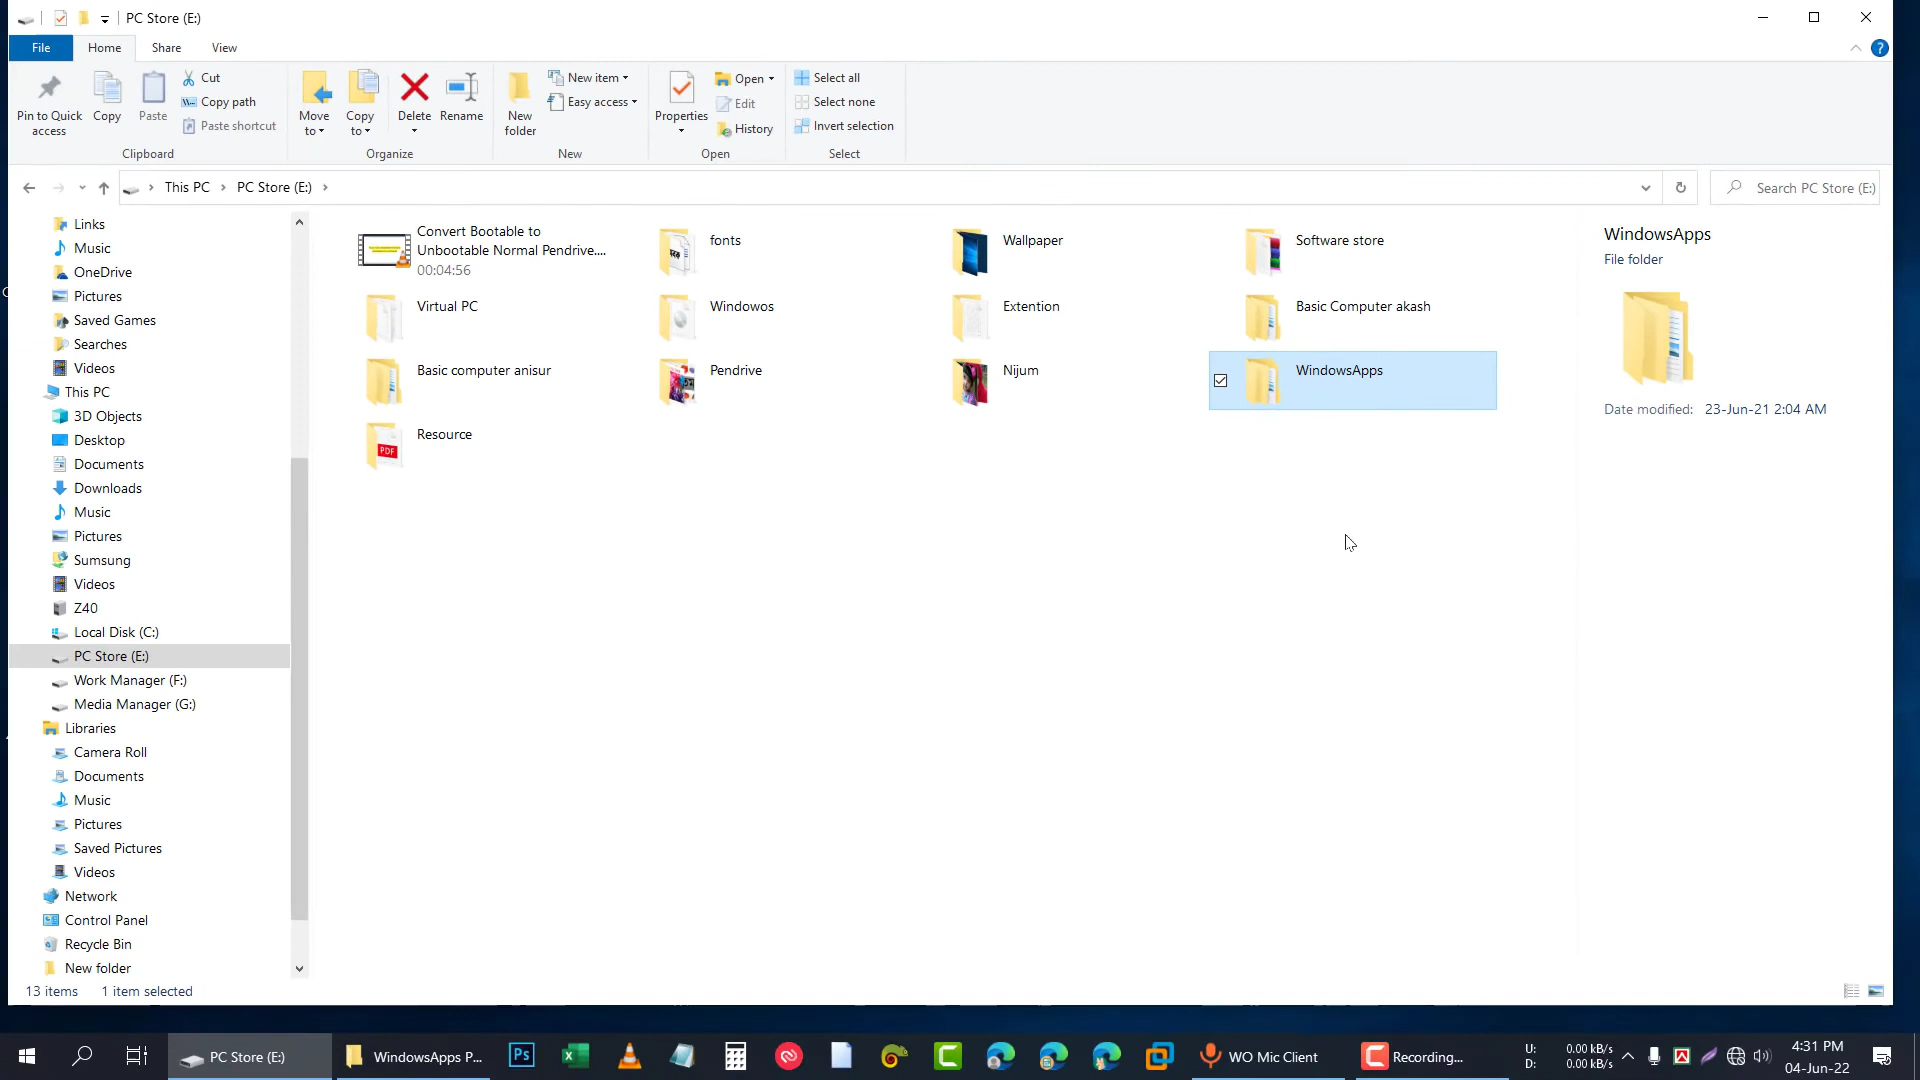 PC Store (E:)
File Home Share View
Pin to Quick access
Copy
Paste
Cut
Copy path
Paste shortcut
Clipboard
Move to
Copy to
Delete
Rename
Organize
New folder
New item
Easy access
New
Properties
Open
Edit
History
Open
Select all
Select none
Invert selection
Select
This PC PC Store (E:)
Search PC Store (E:)
Links
Music
OneDrive
Pictures
Saved Games
Searches
Videos
This PC
3D Objects
Desktop
Documents
Downloads
Music
Pictures
Sumsung
Videos
Z40
Local Disk (C:)
PC Store (E:)
Work Manager (F:)
Media Manager (G:)
Libraries
Camera Roll
Documents
Music
Pictures
Saved Pictures
Videos
Network
Control Panel
Recycle Bin
New folder
Convert Bootable to
Unbootable Normal Pendrive....
00:04:56
fonts
Wallpaper
Software store
Virtual PC
Windowos
Extention
Basic Computer akash
Basic computer anisur
Pendrive
Nijum
WindowsApps
Resource
PDF
WindowsApps
File folder
Date modified: 23-Jun-21 2:04 AM
13 items 1 item selected
PC Store (E:)
WindowsApps P...
Ps
WO Mic Client
Recording...
U: 0.00 kB/s
D: 0.00 kB/s
4:31 PM
04-Jun-22